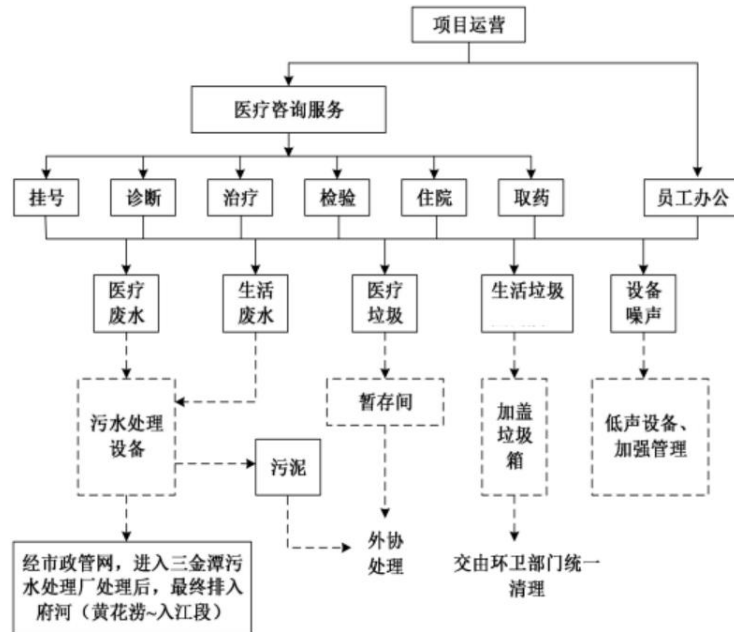 项目运营
医疗咨询服务
挂号
诊断
治疗
检验
住院
取药
员工办公
医疗
废水
生活
废水
医疗
垃圾
生活垃圾
设备
噪声
污水处理
设备
暂存间
加盖
垃圾
箱
低声设备、
加强管理
污泥
外协
处理
经市政管网，进入三金潭污
水处理厂处理后，最终排入
府河（黄花涝~入江段）
交由环卫部门统一
清理